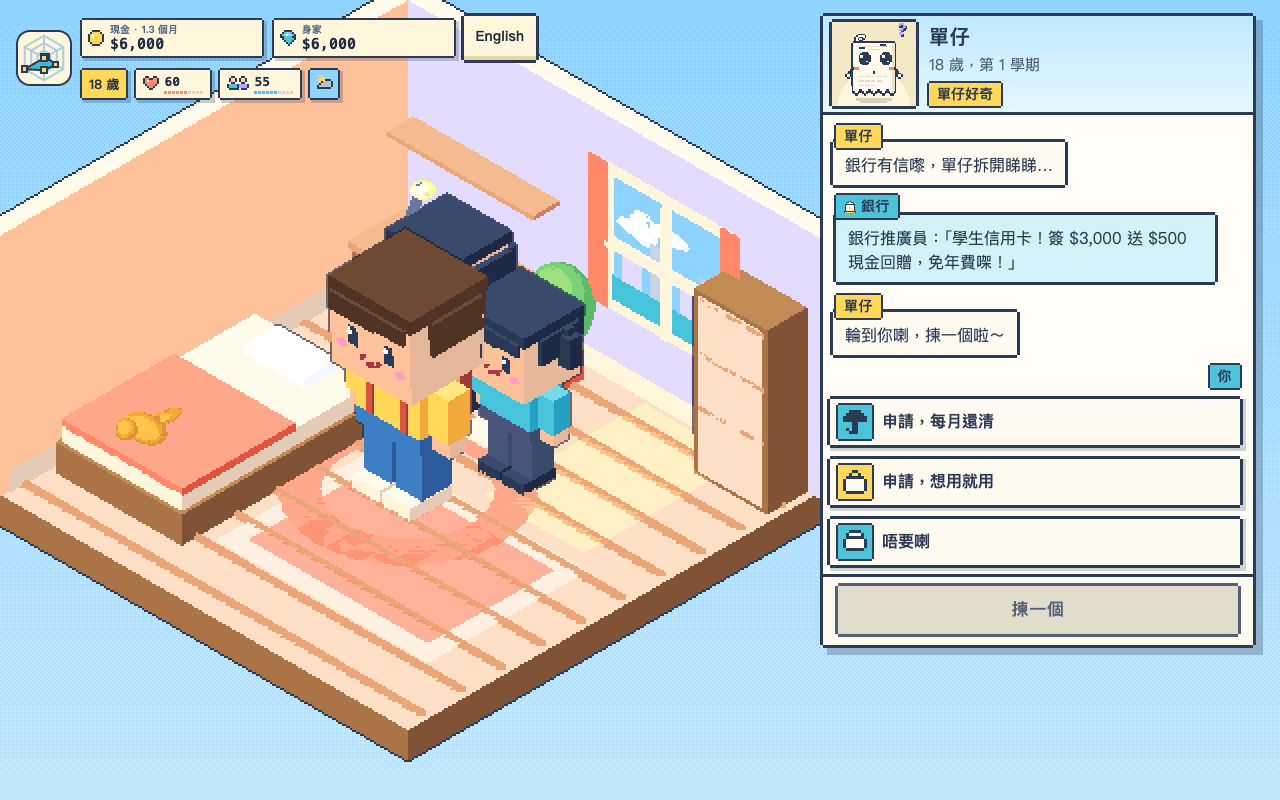 現金 · 1.3 個月
$6,000
身家
$6,000
English
18 歲
60
55
單仔
18 歲，第 1 學期
單仔好奇
單仔
銀行有信嚟，單仔拆開睇睇…
銀行
銀行推廣員：「學生信用卡！簽 $3,000 送 $500
現金回贈，免年費㗎！」
單仔
輪到你喇，揀一個啦～
你
申請，每月還清
申請，想用就用
唔要喇
揀一個